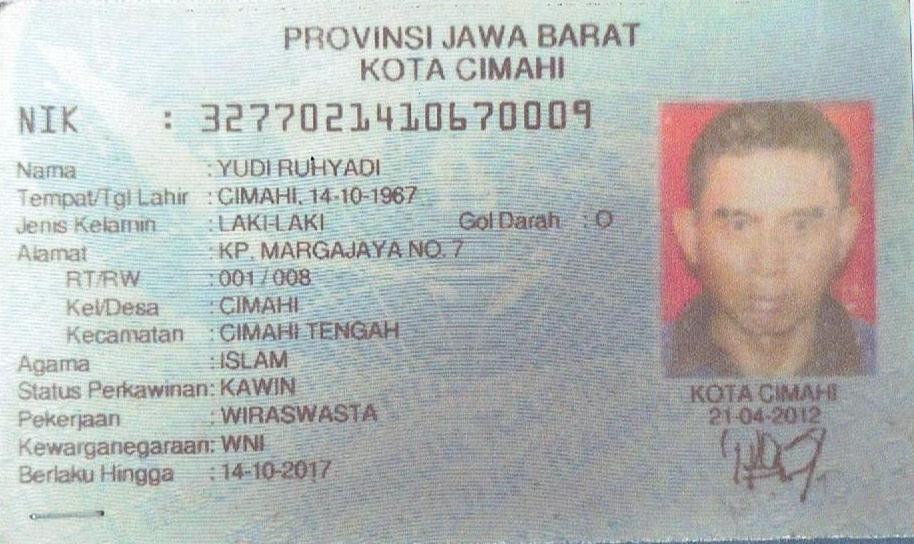 PROVINSI JAWA BARAT
KOTA CIMAHI
NIK : 3277021410670009
Nama : YUDI RUHYADI
Tempat/Tgl Lahir : CIMAHI, 14-10-1967
Jenis Kelamin : LAKI-LAKI Gol Darah : O
Alamat : KP. MARGAJAYA NO. 7
RT/RW : 001 / 008
Kel/Desa : CIMAHI
Kecamatan : CIMAHI TENGAH
Agama : ISLAM
Status Perkawinan: KAWIN
Pekerjaan : WIRASWASTA
Kewarganegaraan: WNI
Berlaku Hingga : 14-10-2017
KOTA CIMAHI
21-04-2012